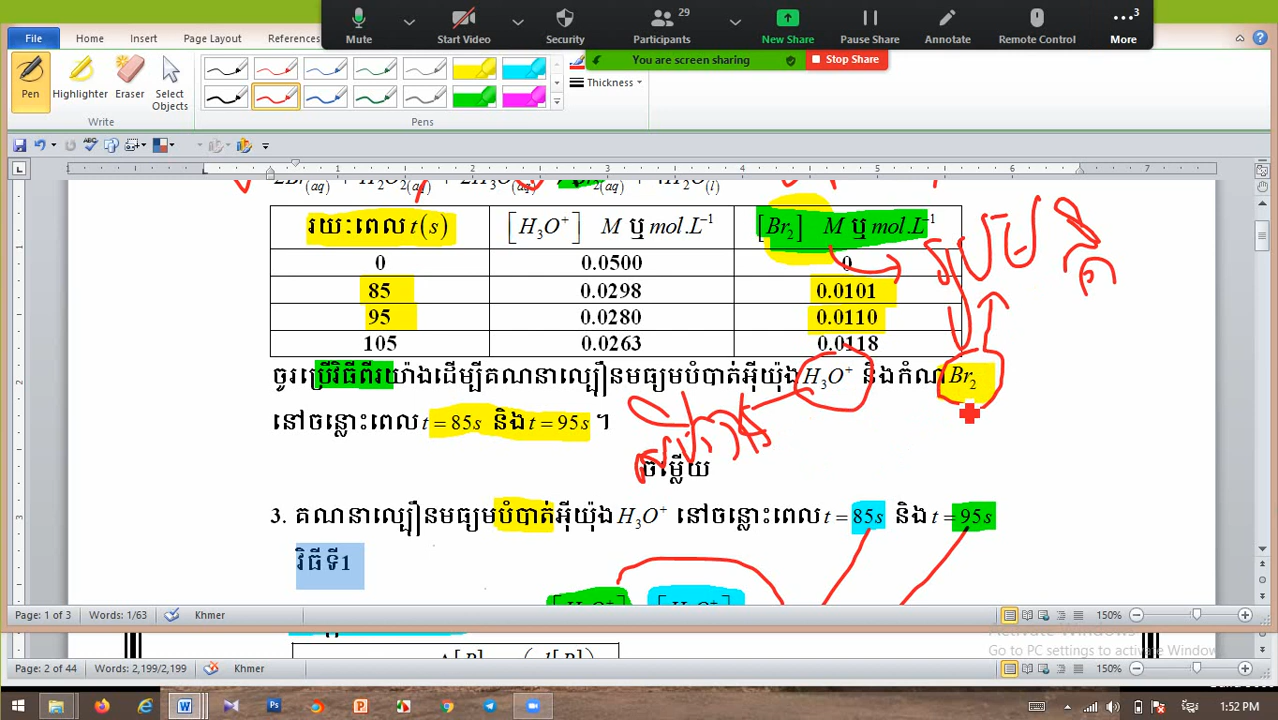 Mute
Start Video
Security
29
Participants
New Share
Pause Share
Annotate
Remote Control
3
More
You are screen sharing
Stop Share
File Home Insert Page Layout References
Pen
Highlighter
Eraser
Select Objects
Thickness
Write
Pens
1 2 3 4 5 6 7
រយៈពេល t(s) [H₃O⁺] M ឬ mol.L⁻¹ [Br₂] M ឬ mol.L⁻¹
0 0.0500 0
85 0.0298 0.0101
95 0.0280 0.0110
105 0.0263 0.0118
ចូរប្រើវិធីពីរយ៉ាងដើម្បីគណនាល្បឿនមធ្យមបំបាត់អ៊ីយ៉ុង H₃O⁺ និងកំណ Br₂
នៅចន្លោះពេល t = 85s និង t = 95s ។
ចម្លើយ
3. គណនាល្បឿនមធ្យមបំបាត់អ៊ីយ៉ុង H₃O⁺ នៅចន្លោះពេល t = 85s និង t = 95s
វិធីទី1
Page: 1 of 3 Words: 1/63 Khmer 150%
Activate Windows
Go to PC settings to activate Windows.
Page: 2 of 44 Words: 2,199/2,199 Khmer 150%
1:52 PM